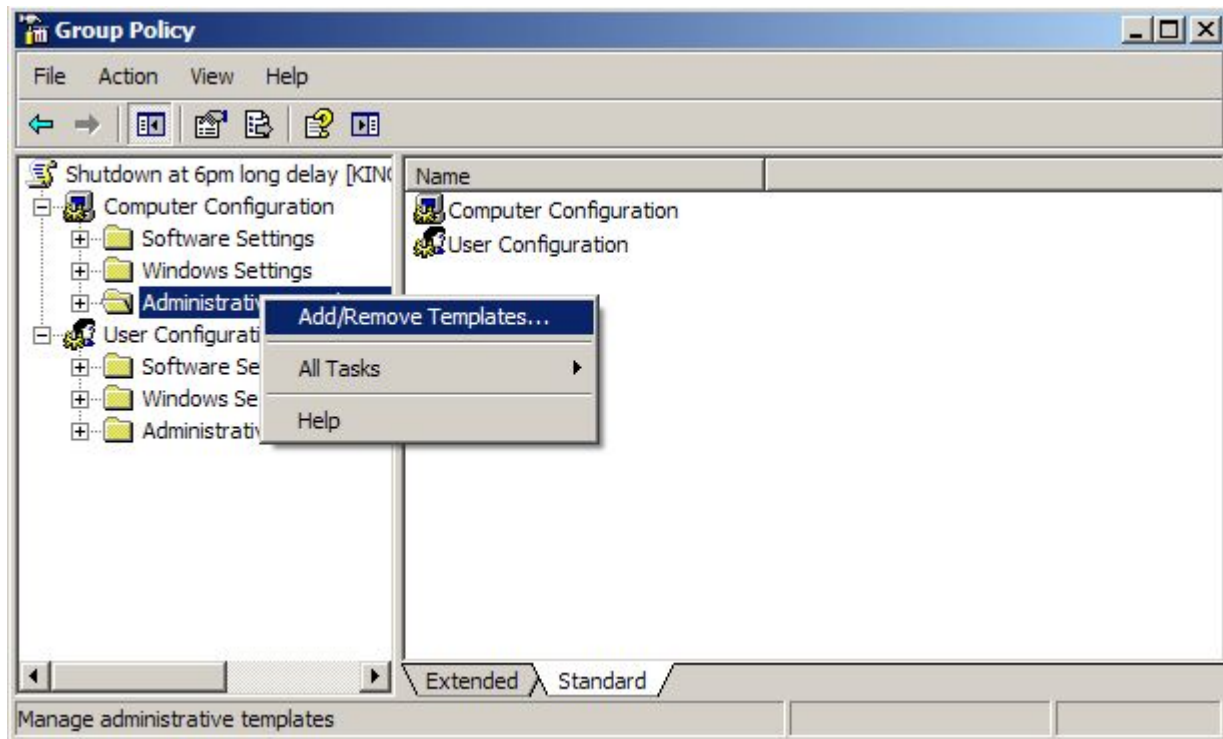 Group Policy
File Action View Help
Shutdown at 6pm long delay [KING
Computer Configuration
Software Settings
Windows Settings
Administrativ
User Configurati
Software Se
Windows Se
Administrativ
Add/Remove Templates...
All Tasks
Help
Name
Computer Configuration
User Configuration
Extended
Standard
Manage administrative templates